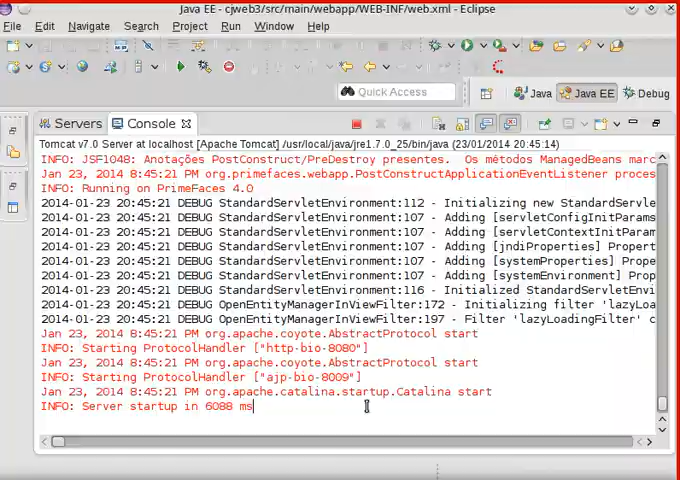 Java EE - cjweb3/src/main/webapp/WEB-INF/web.xml - Eclipse
File Edit Navigate Search Project Run Window Help
Quick Access
Java Java EE Debug
Servers Console
Tomcat v7.0 Server at localhost [Apache Tomcat] /usr/local/java/jre1.7.0_25/bin/java (23/01/2014 20:45:14)
INFO: JSF1048: Anotações PostConstruct/PreDestroy presentes.  Os métodos ManagedBeans marc
Jan 23, 2014 8:45:21 PM org.primefaces.webapp.PostConstructApplicationEventListener proces
INFO: Running on PrimeFaces 4.0
2014-01-23 20:45:21 DEBUG StandardServletEnvironment:112 - Initializing new StandardServle
2014-01-23 20:45:21 DEBUG StandardServletEnvironment:107 - Adding [servletConfigInitParams
2014-01-23 20:45:21 DEBUG StandardServletEnvironment:107 - Adding [servletContextInitParam
2014-01-23 20:45:21 DEBUG StandardServletEnvironment:107 - Adding [jndiProperties] Propert
2014-01-23 20:45:21 DEBUG StandardServletEnvironment:107 - Adding [systemProperties] Prope
2014-01-23 20:45:21 DEBUG StandardServletEnvironment:107 - Adding [systemEnvironment] Prop
2014-01-23 20:45:21 DEBUG StandardServletEnvironment:116 - Initialized StandardServletEnvi
2014-01-23 20:45:21 DEBUG OpenEntityManagerInViewFilter:172 - Initializing filter 'lazyLoa
2014-01-23 20:45:21 DEBUG OpenEntityManagerInViewFilter:197 - Filter 'lazyLoadingFilter' c
Jan 23, 2014 8:45:21 PM org.apache.coyote.AbstractProtocol start
INFO: Starting ProtocolHandler ["http-bio-8080"]
Jan 23, 2014 8:45:21 PM org.apache.coyote.AbstractProtocol start
INFO: Starting ProtocolHandler ["ajp-bio-8009"]
Jan 23, 2014 8:45:21 PM org.apache.catalina.startup.Catalina start
INFO: Server startup in 6088 ms